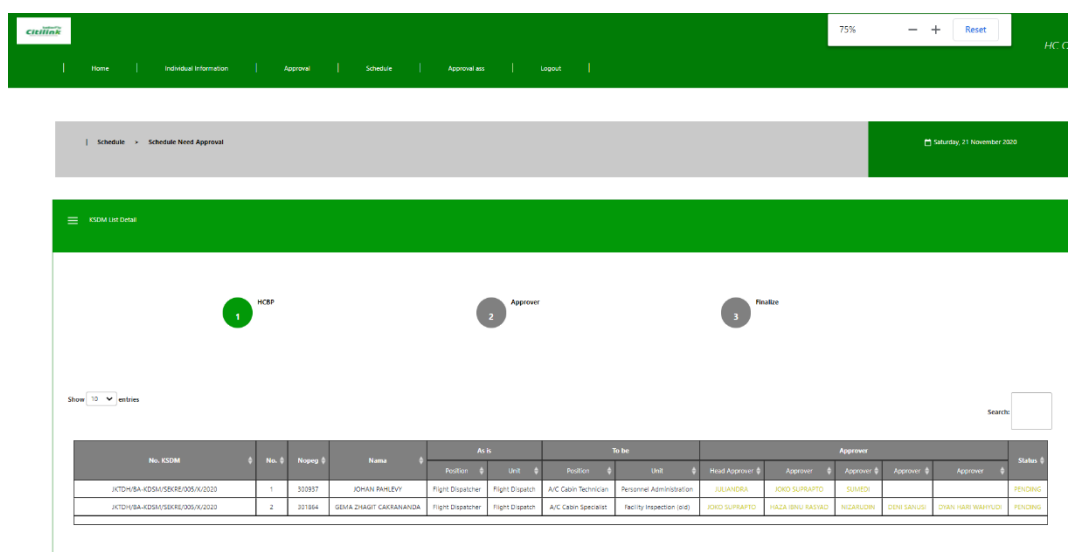 Citilink
75% − + Reset
HC C
| Home | Individual Information | Approval | Schedule | Approval ass | Logout |
| Schedule > Schedule Need Approval
Saturday, 21 November 2020
KSDM List Detail
1 HCBP
2 Approver
3 Finalize
Show 10 entries
Search:
No. KSDM No. Nopeg Nama As is To be Approver Status
Position Unit Position Unit Head Approver Approver Approver Approver Approver
JKTDH/BA-KDSM/SEKRE/005/X/2020 1 300937 JOHAN PAHLEVY Flight Dispatcher Flight Dispatch A/C Cabin Technician Personnel Administration JULIANDRA JOKO SUPRAPTO SUMEDI PENDING
JKTDH/BA-KDSM/SEKRE/005/X/2020 2 301864 GEMA ZHAGIT CAKRANANDA Flight Dispatcher Flight Dispatch A/C Cabin Specialist Facility Inspection (old) JOKO SUPRAPTO HAZA IBNU RASYAD NIZARUDIN DENI SANUSI DYAN HARI WAHYUDI PENDING